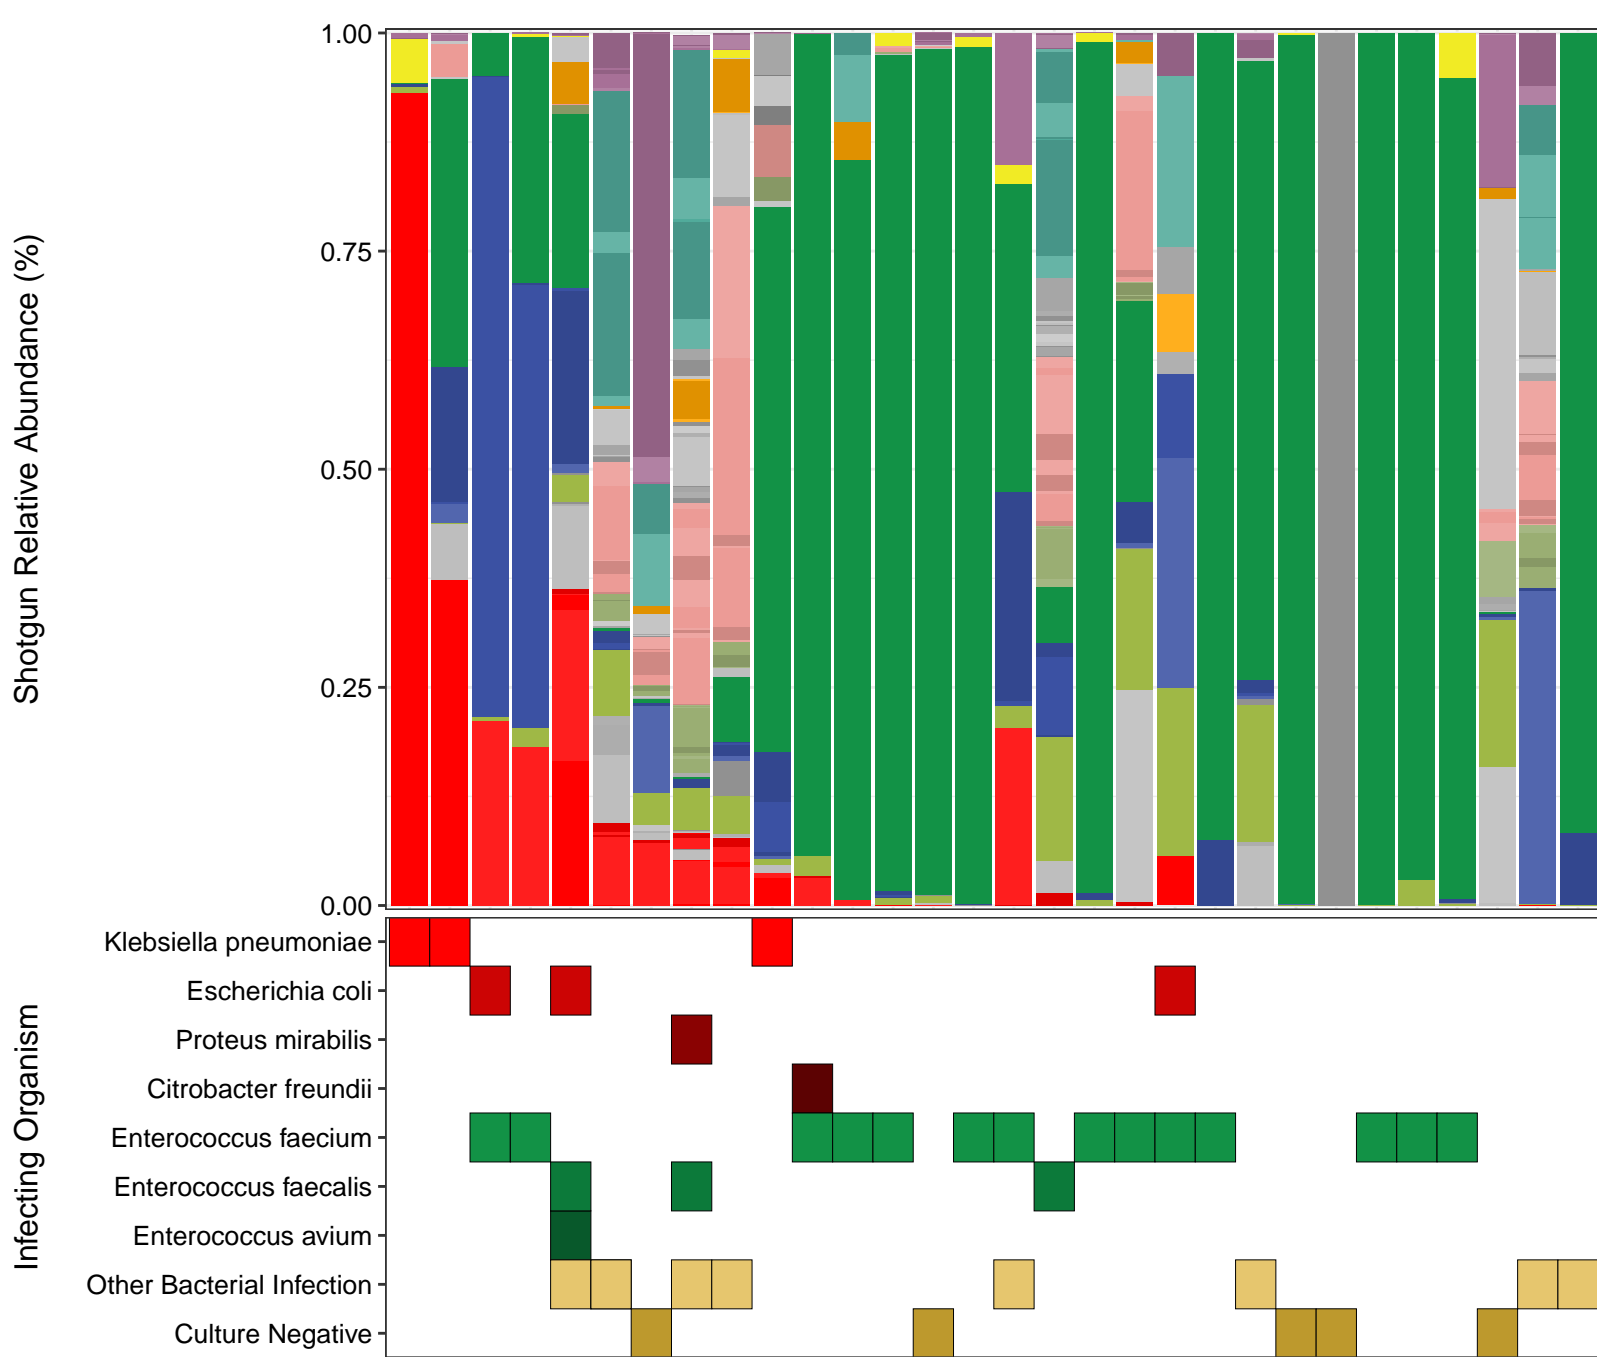 Shotgun Relative Abundance (%)
1.00
0.75
0.50
0.25
0.00
Infecting Organism
Klebsiella pneumoniae
Escherichia coli
Proteus mirabilis
Citrobacter freundii
Enterococcus faecium
Enterococcus faecalis
Enterococcus avium
Other Bacterial Infection
Culture Negative